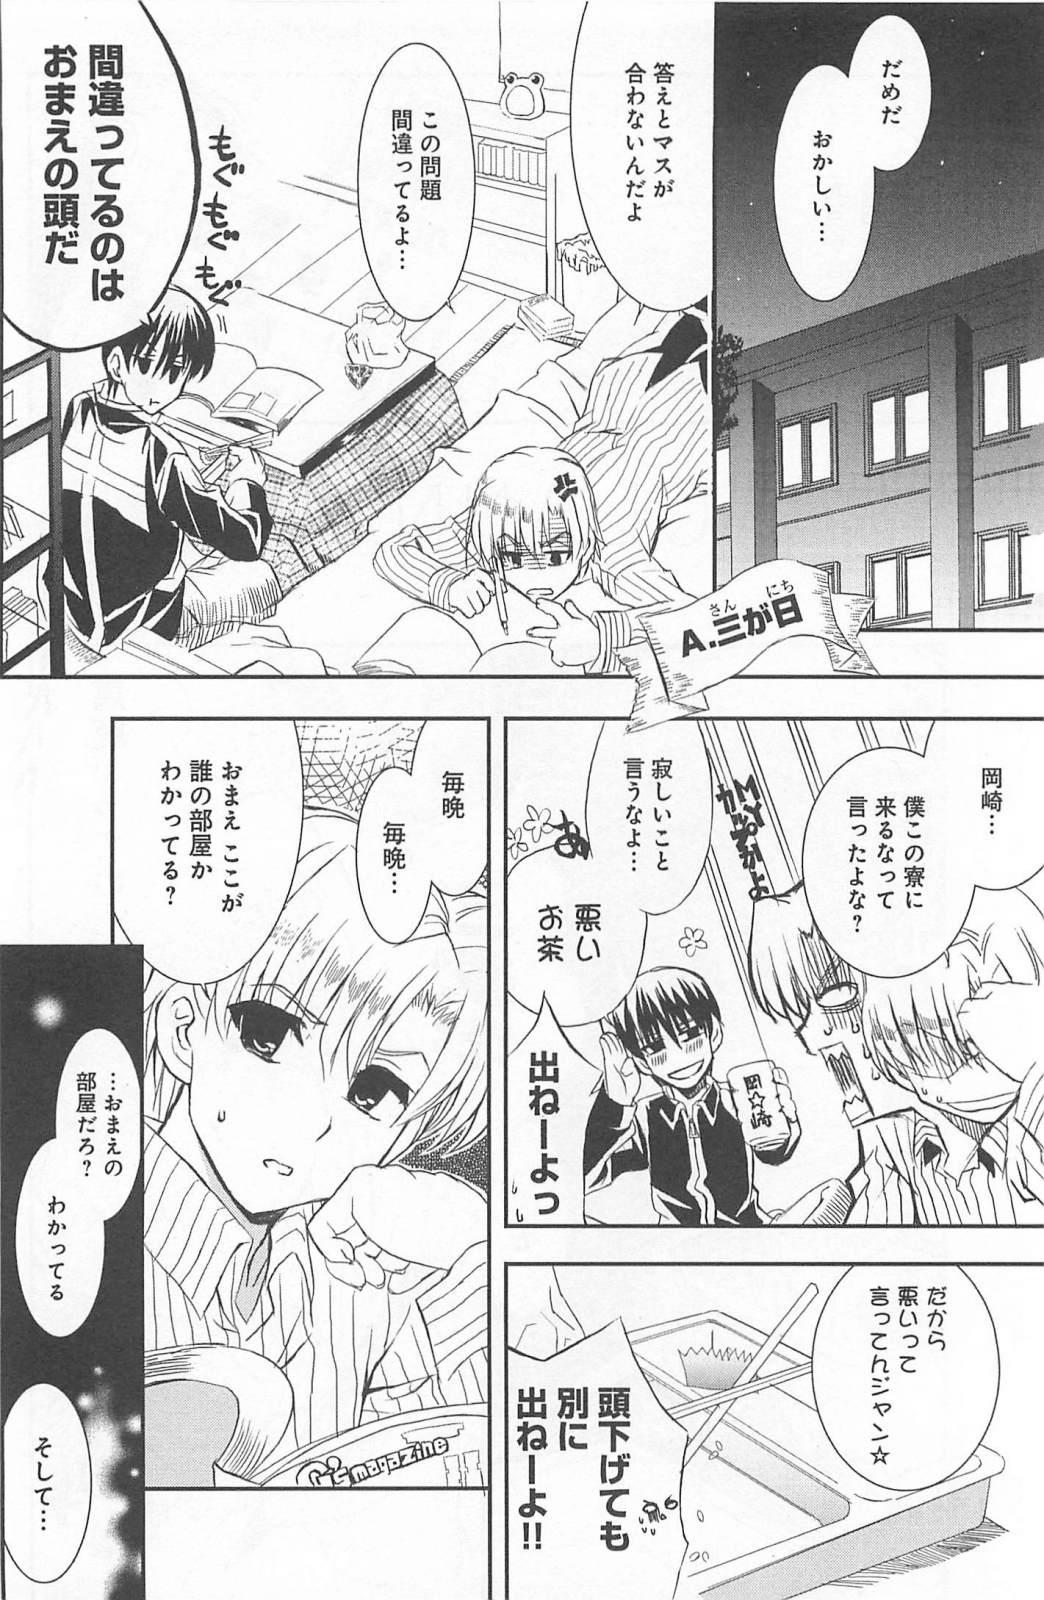 だめだ
おかしい…
答えとマスが
合わないんだよ
この問題
間違ってるよ…
間違ってるのは
おまえの頭だ
もぐ
もぐ
もぐ
さん にち
A.三が日
岡崎…
僕この寮に
来るなって
言ったよな?
MY
カップかよ
寂しいこと
言うなよ…
あ
悪い
お茶
岡☆崎
出ねーよっ
だから
悪いって
言ってんジャン☆
頭下げても
別に
出ねーよ!!
毎晩
毎晩…
おまえ ここが
誰の部屋か
わかってる?
magazine
…おまえの
部屋だろ?
わかってる
そして…